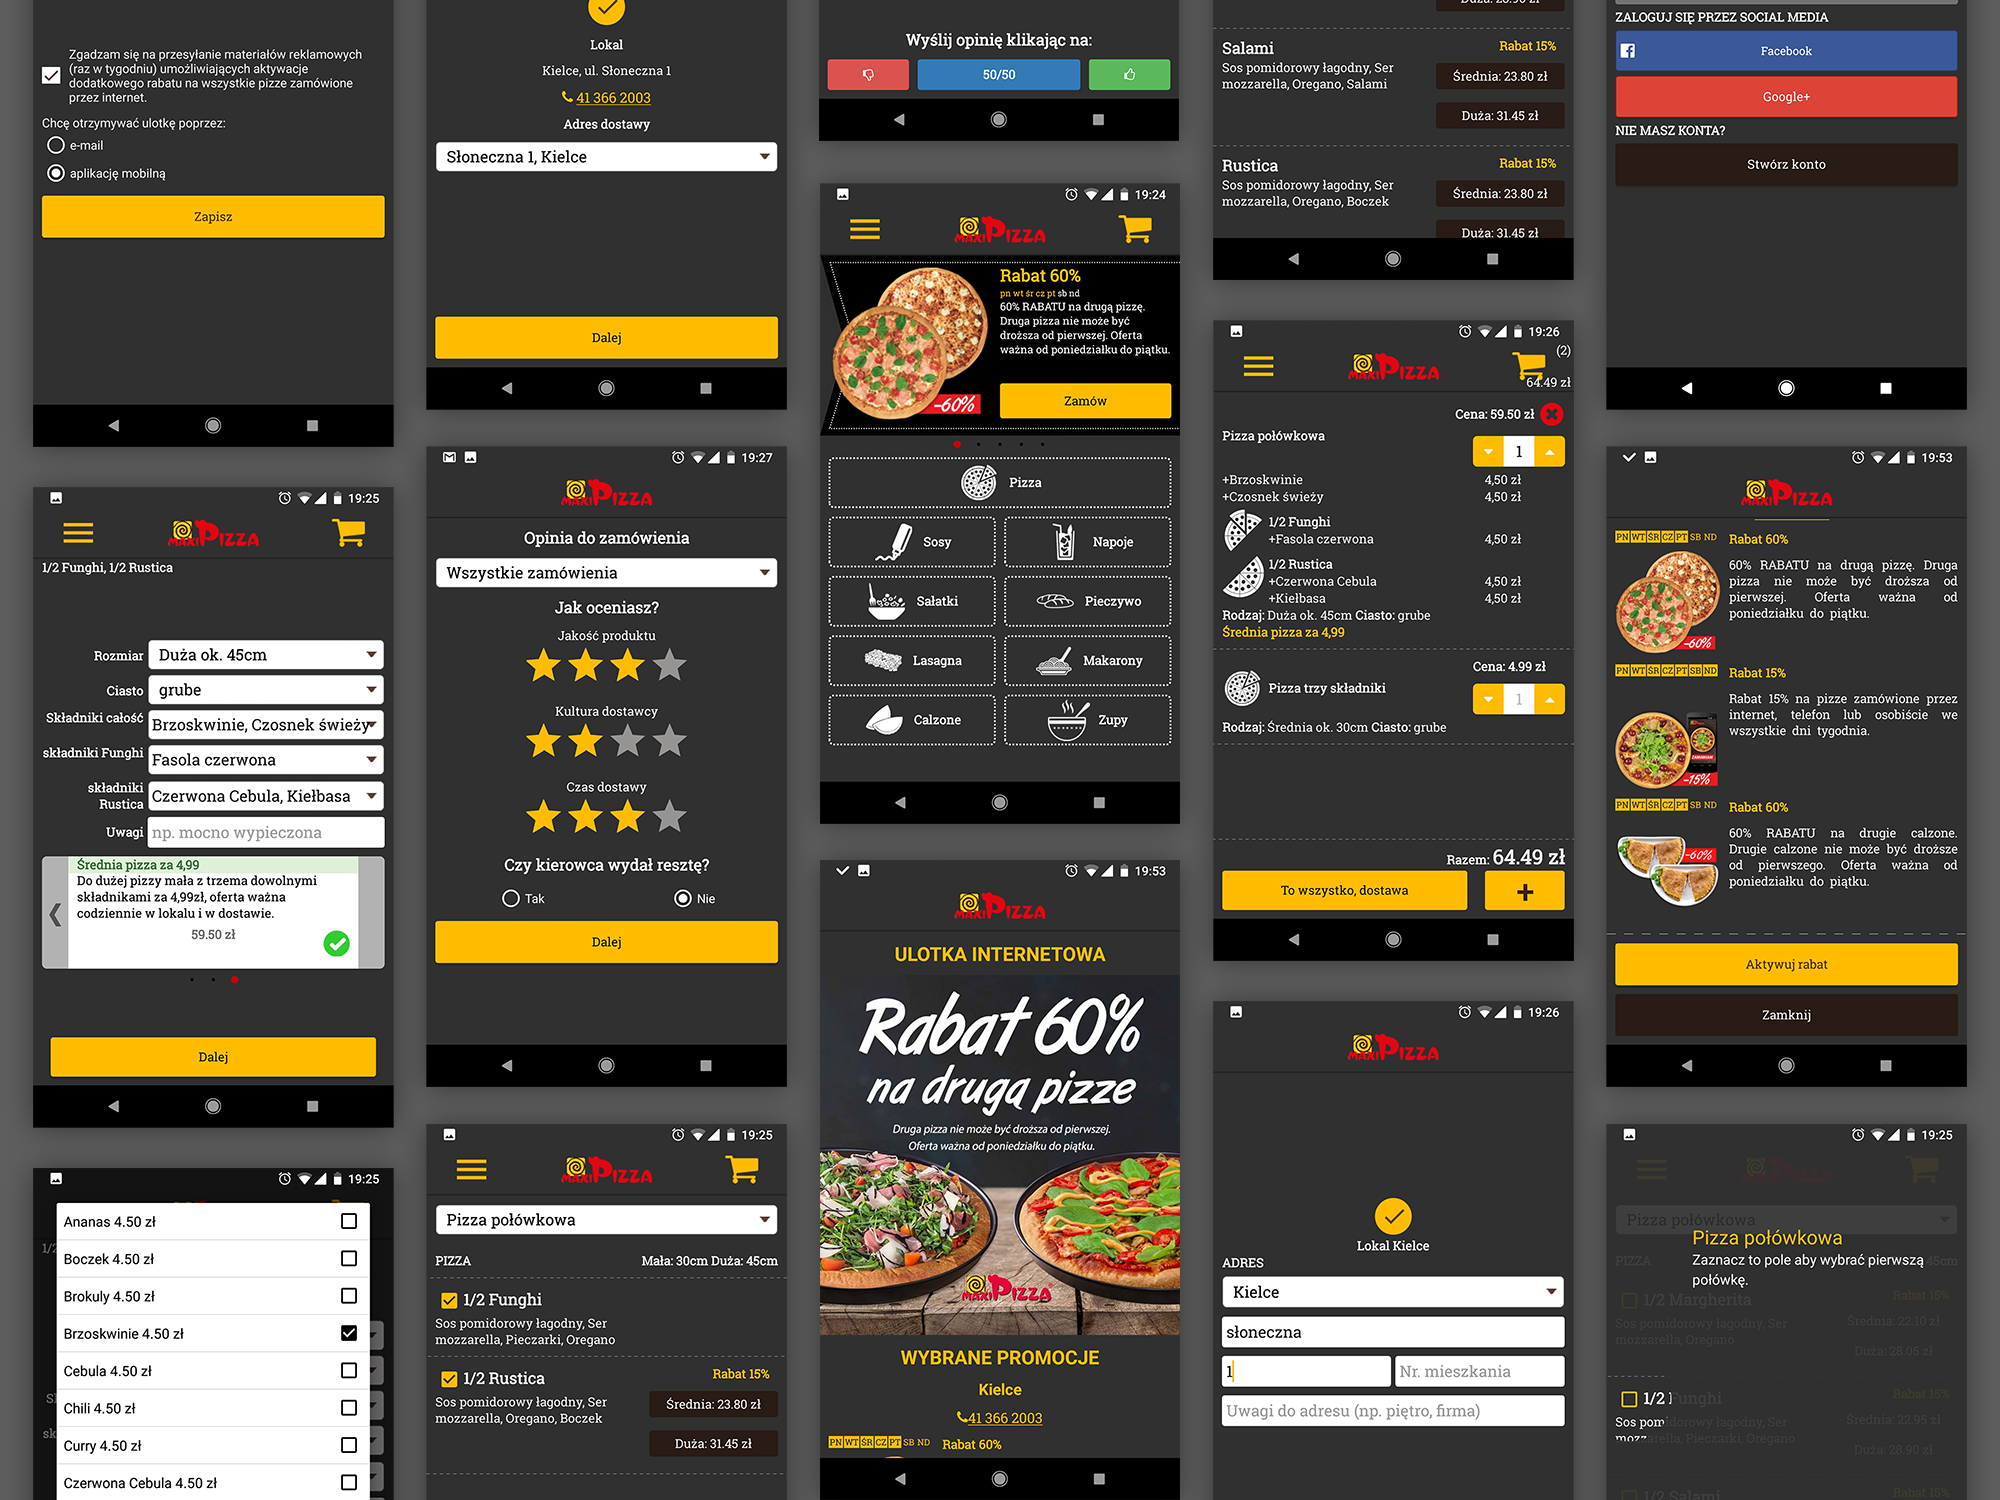 Zgadzam się na przesyłanie materiałów reklamowych
(raz w tygodniu) umożliwiających aktywacje
dodatkowego rabatu na wszystkie pizze zamówione
przez internet.
Chcę otrzymywać ulotkę poprzez:
e-mail
aplikację mobilną
Zapisz
19:25
MAXI PIZZA
1/2 Funghi, 1/2 Rustica
Rozmiar Duża ok. 45cm
Ciasto grube
Składniki całość Brzoskwinie, Czosnek świeży
składniki Funghi Fasola czerwona
składniki
Rustica Czerwona Cebula, Kiełbasa
Uwagi np. mocno wypieczona
Średnia pizza za 4,99
Do dużej pizzy mała z trzema dowolnymi
składnikami za 4,99zł, oferta ważna
codziennie w lokalu i w dostawie.
59.50 zł
Dalej
19:25
Ananas 4.50 zł
Boczek 4.50 zł
Brokuly 4.50 zł
Brzoskwinie 4.50 zł
Cebula 4.50 zł
Chili 4.50 zł
Curry 4.50 zł
Czerwona Cebula 4.50 zł
Lokal
Kielce, ul. Słoneczna 1
41 366 2003
Adres dostawy
Słoneczna 1, Kielce
Dalej
19:27
MAXI PIZZA
Opinia do zamówienia
Wszystkie zamówienia
Jak oceniasz?
Jakość produktu
Kultura dostawcy
Czas dostawy
Czy kierowca wydał resztę?
Tak Nie
Dalej
19:25
MAXI PIZZA
Pizza połówkowa
PIZZA Mała: 30cm Duża: 45cm
1/2 Funghi
Sos pomidorowy łagodny, Ser
mozzarella, Pieczarki, Oregano
1/2 Rustica Rabat 15%
Sos pomidorowy łagodny, Ser
mozzarella, Oregano, Boczek
Średnia: 23.80 zł
Duża: 31.45 zł
Wyślij opinię klikając na:
50/50
19:24
MAXI PIZZA
Rabat 60%
pn wt śr cz pt sb nd
60% RABATU na drugą pizzę.
Druga pizza nie może być
droższa od pierwszej. Oferta
ważna od poniedziałku do piątku.
-60%
Zamów
Pizza
Sosy Napoje
Sałatki Pieczywo
Lasagna Makarony
Calzone Zupy
19:53
MAXI PIZZA
ULOTKA INTERNETOWA
Rabat 60%
na drugą pizze
Druga pizza nie może być droższa od pierwszej.
Oferta ważna od poniedziałku do piątku.
MAXI PIZZA
WYBRANE PROMOCJE
Kielce
41 366 2003
PN WT ŚR CZ PT SB ND Rabat 60%
Duża: 28.90 zł
Salami Rabat 15%
Sos pomidorowy łagodny, Ser
mozzarella, Oregano, Salami
Średnia: 23.80 zł
Duża: 31.45 zł
Rustica Rabat 15%
Sos pomidorowy łagodny, Ser
mozzarella, Oregano, Boczek
Średnia: 23.80 zł
Duża: 31.45 zł
19:26
MAXI PIZZA
(2)
64.49 zł
Cena: 59.50 zł
Pizza połówkowa
1
+Brzoskwinie 4,50 zł
+Czosnek świeży 4,50 zł
1/2 Funghi
+Fasola czerwona 4,50 zł
1/2 Rustica
+Czerwona Cebula 4,50 zł
+Kiełbasa 4,50 zł
Rodzaj: Duża ok. 45cm Ciasto: grube
Średnia pizza za 4,99
Cena: 4.99 zł
Pizza trzy składniki
1
Rodzaj: Średnia ok. 30cm Ciasto: grube
Razem: 64.49 zł
To wszystko, dostawa +
19:26
MAXI PIZZA
Lokal Kielce
ADRES
Kielce
słoneczna
1 Nr. mieszkania
Uwagi do adresu (np. piętro, firma)
ZALOGUJ SIĘ PRZEZ SOCIAL MEDIA
Facebook
Google+
NIE MASZ KONTA?
Stwórz konto
19:53
MAXI PIZZA
PN WT ŚR CZ PT SB ND Rabat 60%
60% RABATU na drugą pizzę. Druga
pizza nie może być droższa od
pierwszej. Oferta ważna od
poniedziałku do piątku.
-60%
PN WT ŚR CZ PT SB ND Rabat 15%
Rabat 15% na pizze zamówione przez
internet, telefon lub osobiście we
wszystkie dni tygodnia.
-15%
PN WT ŚR CZ PT SB ND Rabat 60%
60% RABATU na drugie calzone.
Drugie calzone nie może być droższe
od pierwszego. Oferta ważna od
poniedziałku do piątku.
-60%
Aktywuj rabat
Zamknij
19:25
MAXI PIZZA
Pizza połówkowa
Pizza połówkowa
Zaznacz to pole aby wybrać pierwszą
połówkę.
PIZZA 45cm
1/2 Margherita Rabat 15%
Sos pomidorowy łagodny, Ser
mozzarella, Oregano
Średnia: 22.10 zł
Duża: 28.05 zł
1/2 Funghi Rabat 15%
Sos pomidorowy łagodny, Ser
mozzarella, Pieczarki, Oregano
Średnia: 22.95 zł
Duża: 28.90 zł
1/2 Salami Rabat 15%